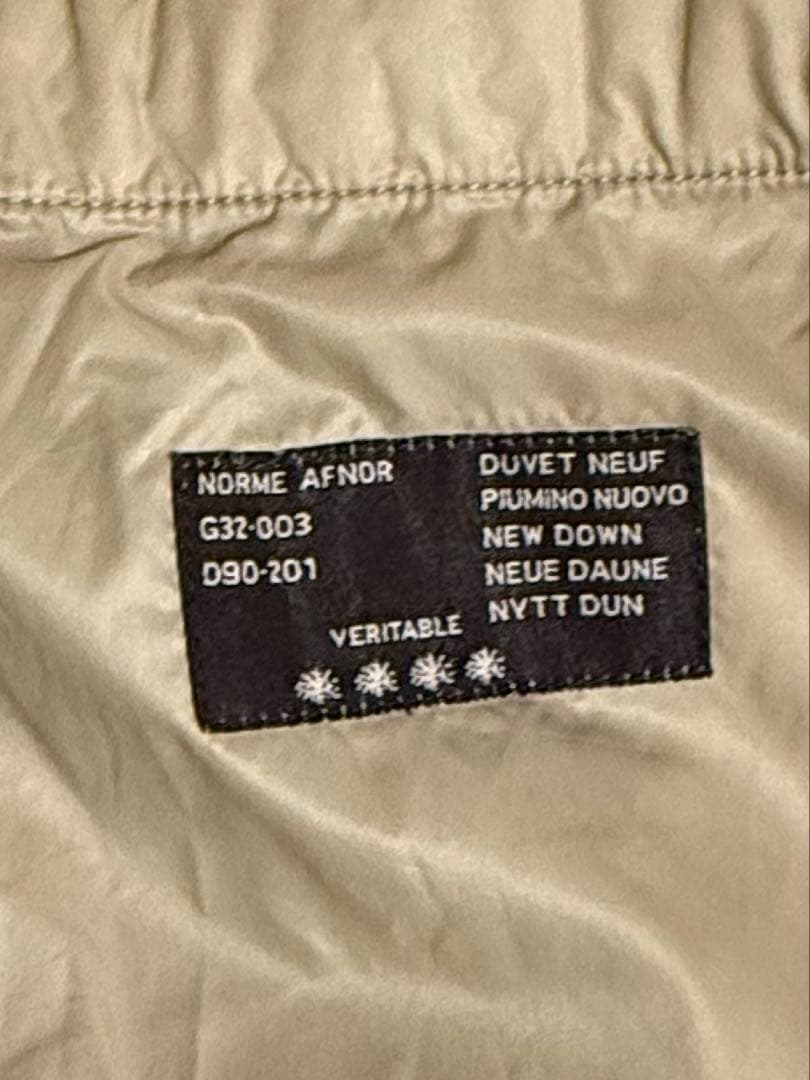 NORME AFNOR
G32-003
D90-201
DUVET NEUF
PIUMINO NUOVO
NEW DOWN
NEUE DAUNE
NYTT DUN
VERITABLE